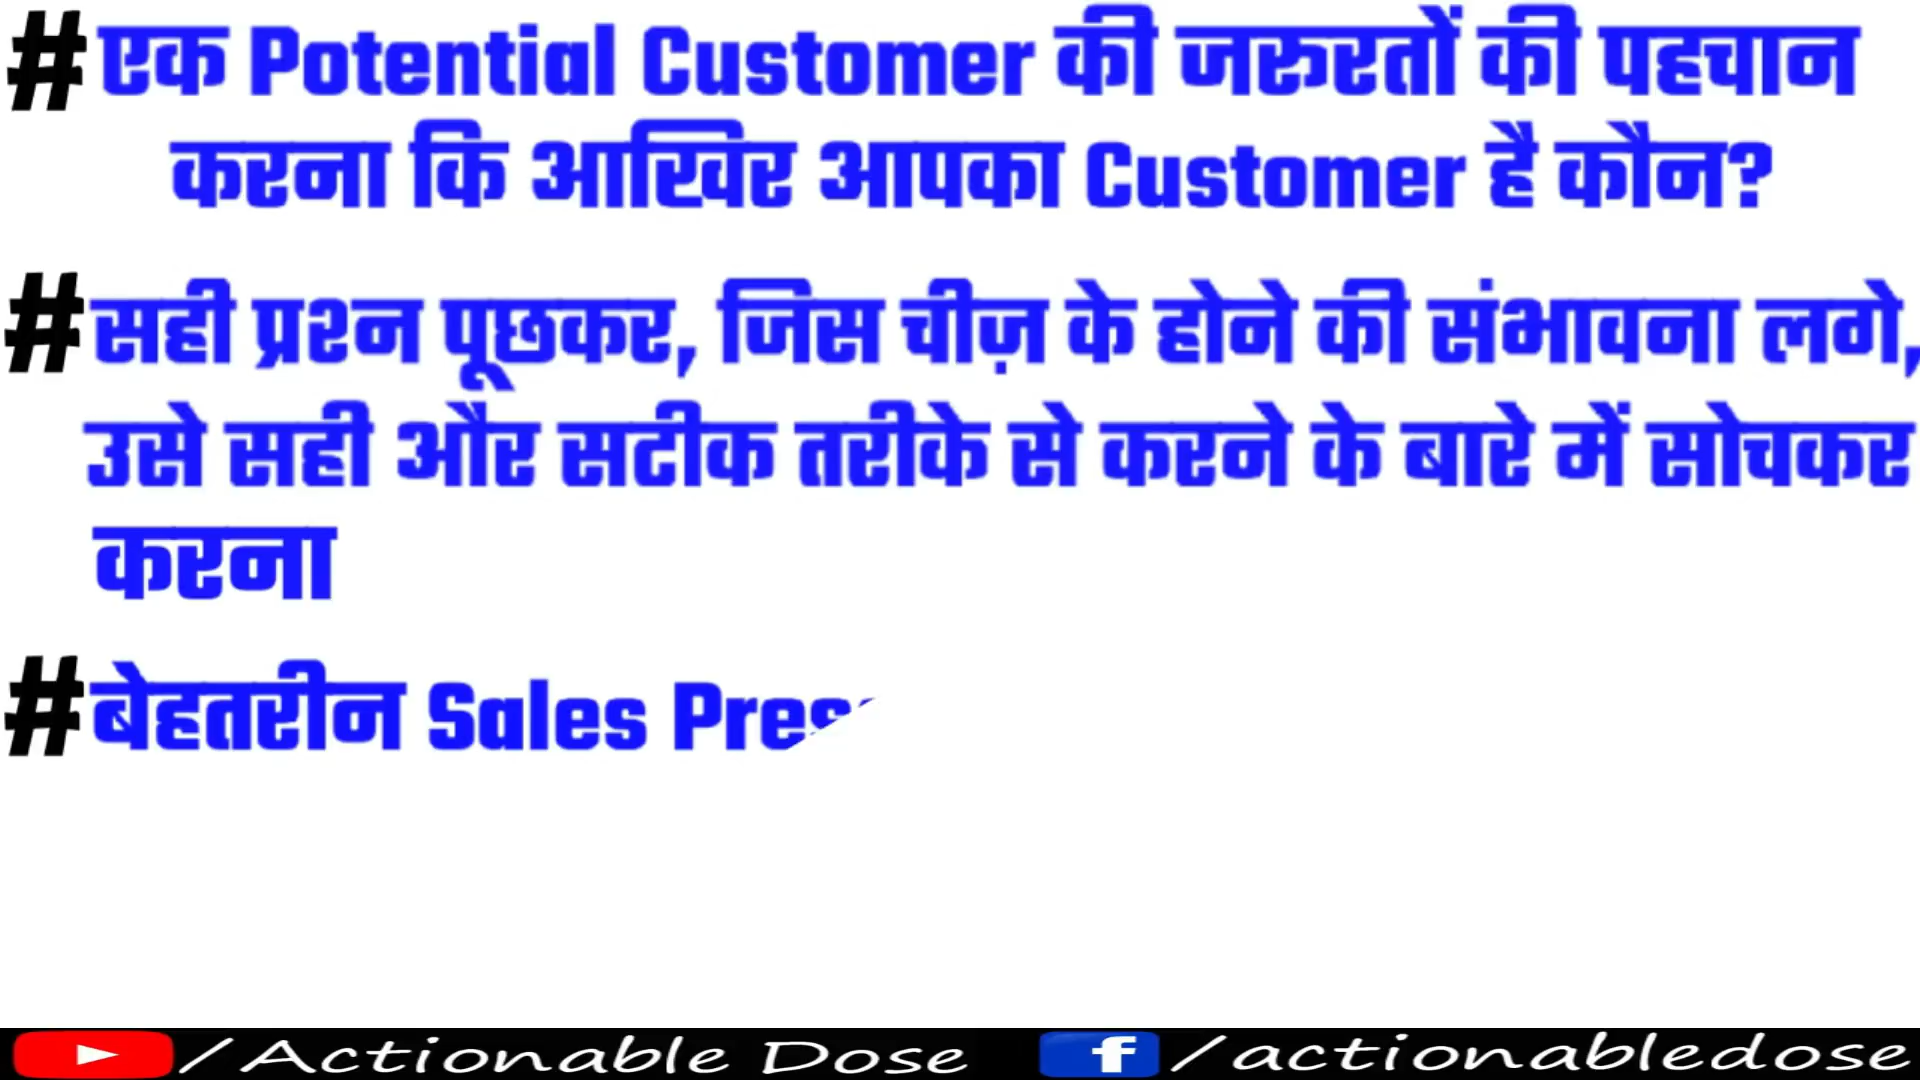 #एक Potential Customer की जरूरतों की पहचान
करना कि आखिर आपका Customer है कौन?
#सही प्रश्न पूछकर, जिस चीज़ के होने की संभावना लगे,
उसे सही और सटीक तरीके से करने के बारे में सोचकर
करना
#बेहतरीन Sales
/Actionable Dose
f/actionabledose